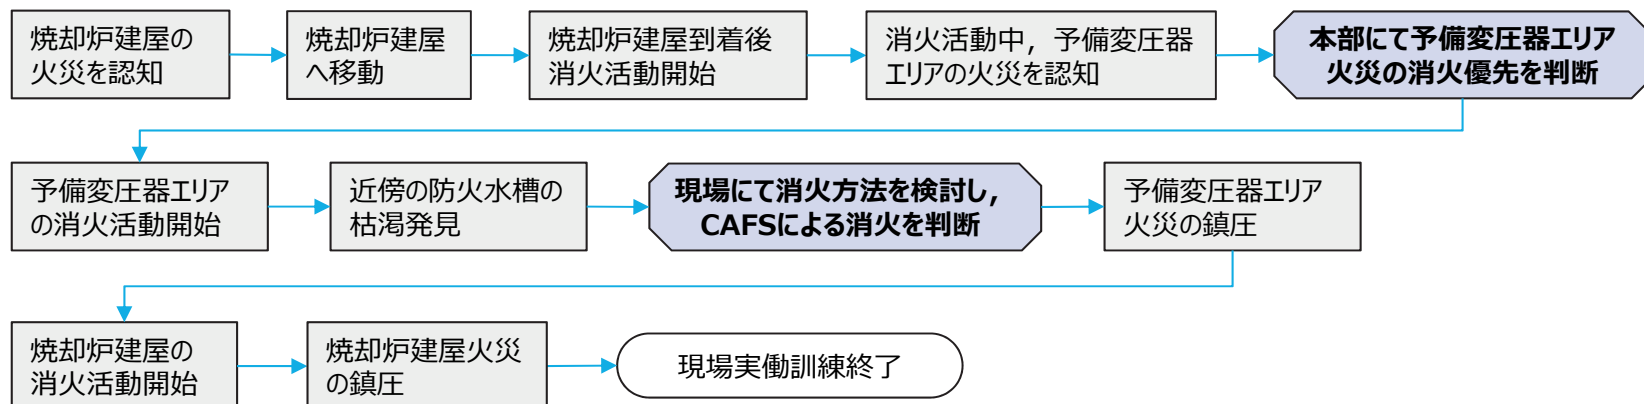 焼却炉建屋の
火災を認知
焼却炉建屋
へ移動
焼却炉建屋到着後
消火活動開始
消火活動中，予備変圧器
エリアの火災を認知
本部にて予備変圧器エリア
火災の消火優先を判断
予備変圧器エリア
の消火活動開始
近傍の防火水槽の
枯渇発見
現場にて消火方法を検討し，
CAFSによる消火を判断
予備変圧器エリア
火災の鎮圧
焼却炉建屋の
消火活動開始
焼却炉建屋火災
の鎮圧
現場実働訓練終了